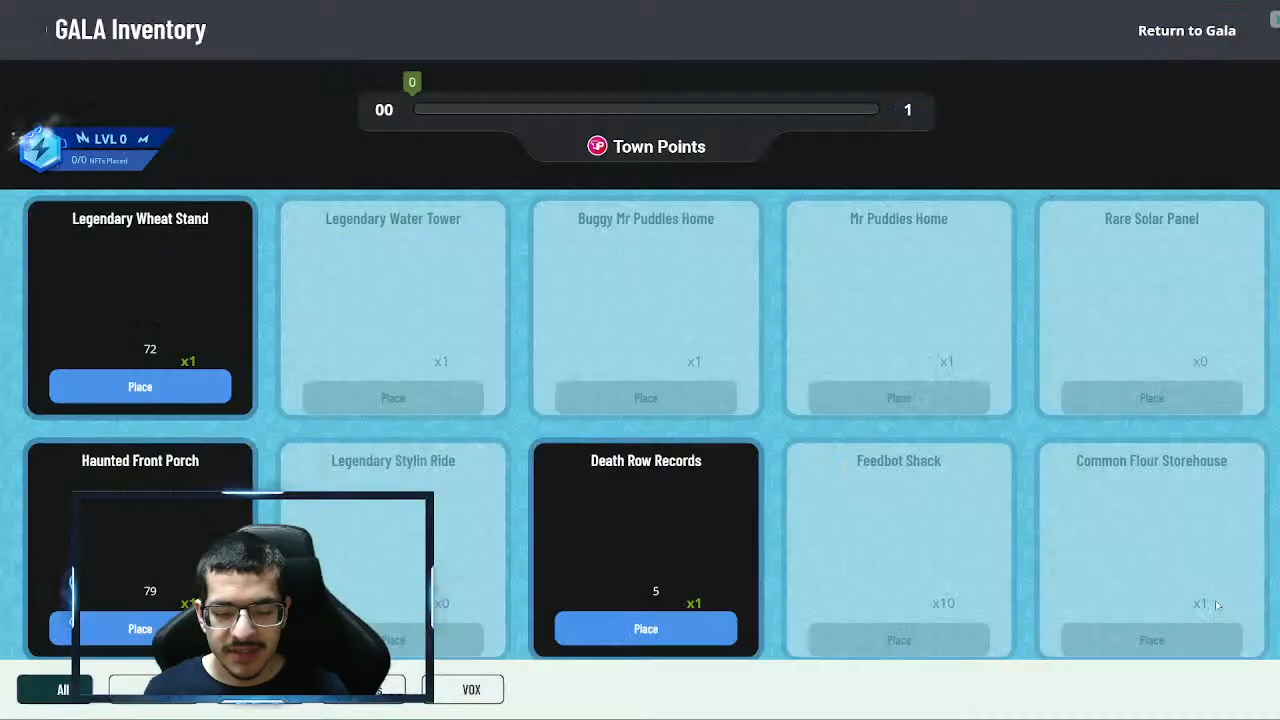 GALA Inventory
Return to Gala
0
00
1
LVL 0
0/0 NFTs Placed
Town Points
Legendary Wheat Stand
Legendary Water Tower
Buggy Mr Puddles Home
Mr Puddles Home
Rare Solar Panel
72
x1
x1
x1
x1
x0
Place
Place
Place
Place
Place
Haunted Front Porch
Legendary Stylin Ride
Death Row Records
Feedbot Shack
Common Flour Storehouse
79
5
x0
x1
x10
x1
Place
Place
Place
Place
All
VOX